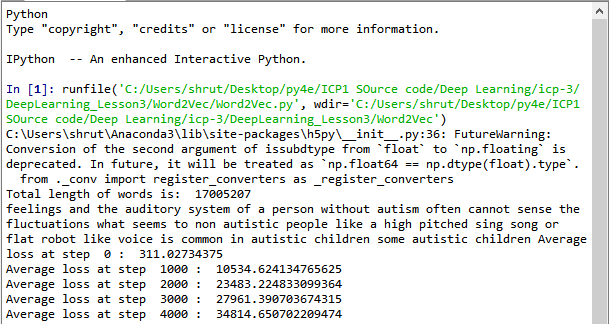 Python
Type "copyright", "credits" or "license" for more information.
IPython  -- An enhanced Interactive Python.
In [1]: runfile('C:/Users/shrut/Desktop/py4e/ICP1 SOurce code/Deep Learning/icp-3/
DeepLearning_Lesson3/Word2Vec/Word2Vec.py', wdir='C:/Users/shrut/Desktop/py4e/ICP1
SOurce code/Deep Learning/icp-3/DeepLearning_Lesson3/Word2Vec')
C:\Users\shrut\Anaconda3\lib\site-packages\h5py\__init__.py:36: FutureWarning:
Conversion of the second argument of issubdtype from `float` to `np.floating` is
deprecated. In future, it will be treated as `np.float64 == np.dtype(float).type`.
  from ._conv import register_converters as _register_converters
Total length of words is:  17005207
feelings and the auditory system of a person without autism often cannot sense the
fluctuations what seems to non autistic people like a high pitched sing song or
flat robot like voice is common in autistic children some autistic children Average
loss at step  0 :  311.02734375
Average loss at step  1000 :  10534.624134765625
Average loss at step  2000 :  23483.224833099364
Average loss at step  3000 :  27961.390703674315
Average loss at step  4000 :  34814.650702209474